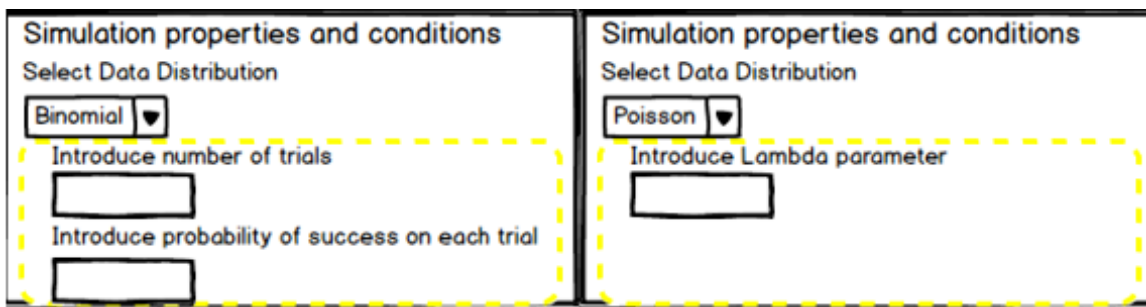 Simulation properties and conditions
Select Data Distribution
Binomial
Introduce number of trials
Introduce probability of success on each trial
Simulation properties and conditions
Select Data Distribution
Poisson
Introduce Lambda parameter